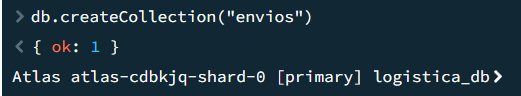 > db.createCollection("envios")
< { ok: 1 }
Atlas atlas-cdbkjq-shard-0 [primary] logistica_db>